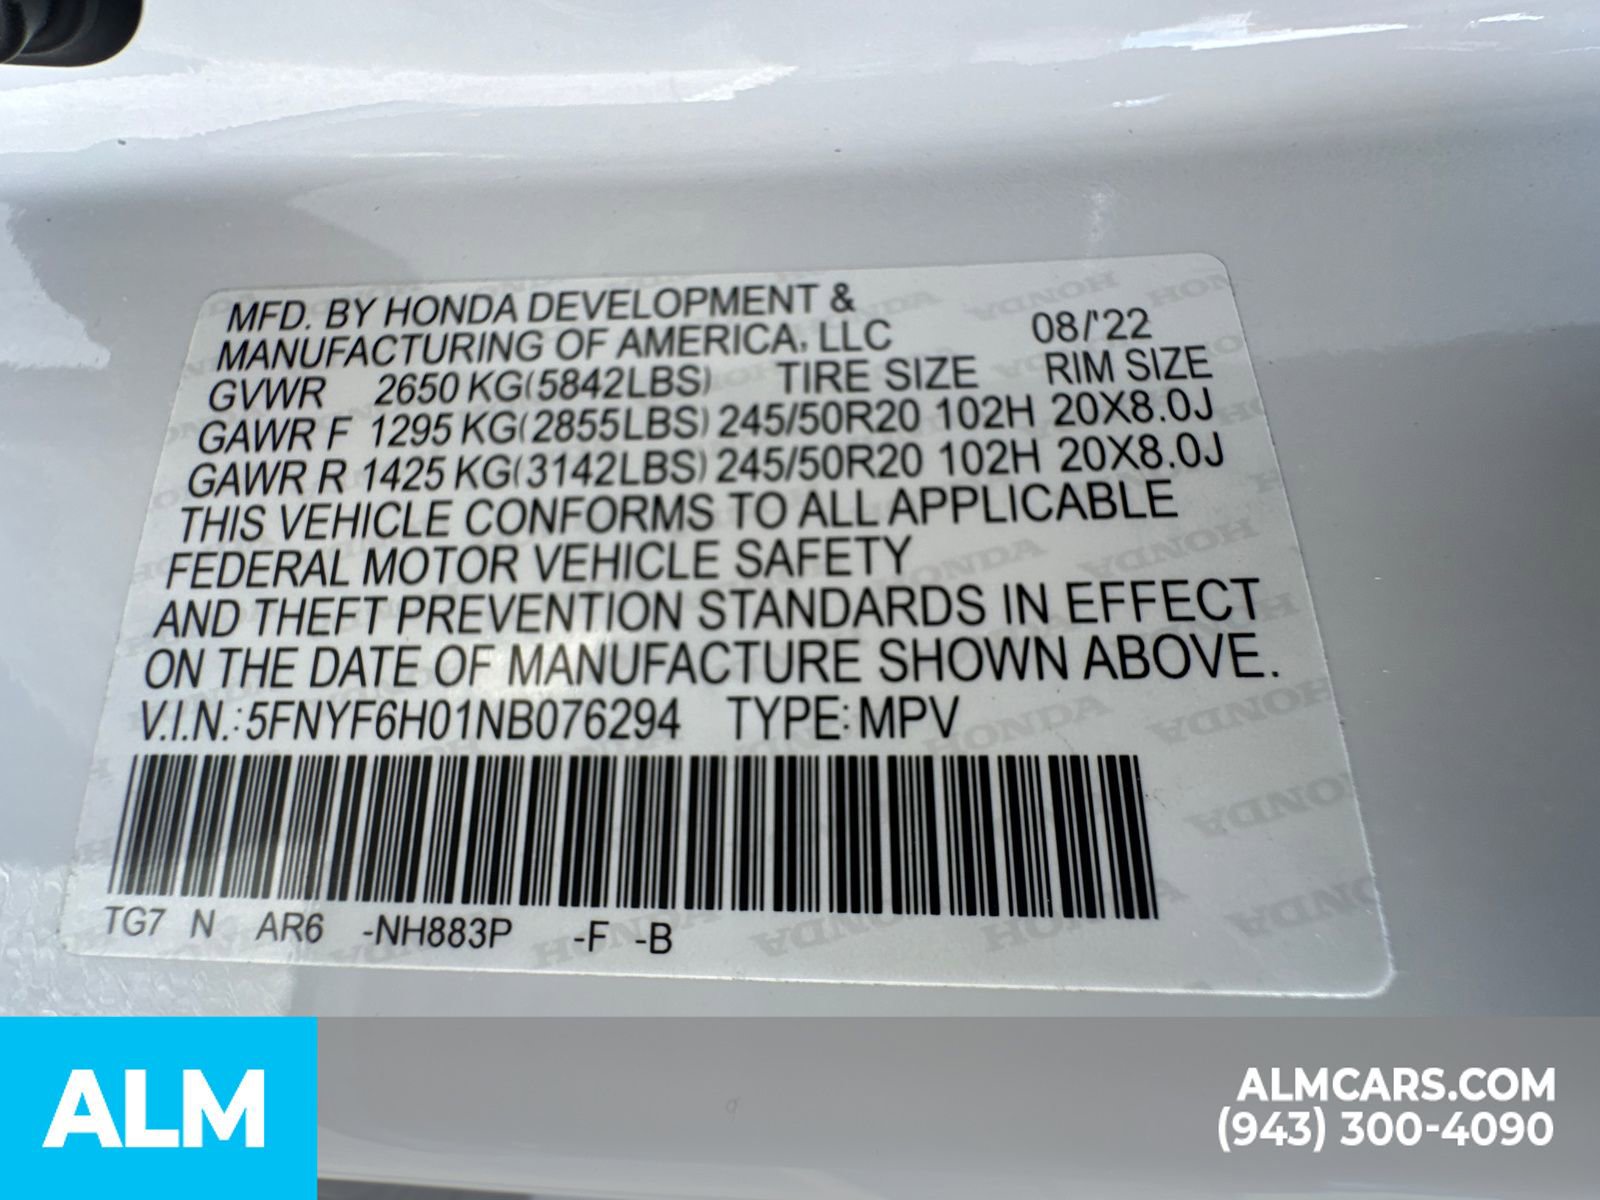 MFD. BY HONDA DEVELOPMENT &
MANUFACTURING OF AMERICA, LLC 08/'22
GVWR 2650 KG(5842LBS) TIRE SIZE RIM SIZE
GAWR F 1295 KG(2855LBS) 245/50R20 102H 20X8.0J
GAWR R 1425 KG(3142LBS) 245/50R20 102H 20X8.0J
THIS VEHICLE CONFORMS TO ALL APPLICABLE
FEDERAL MOTOR VEHICLE SAFETY
AND THEFT PREVENTION STANDARDS IN EFFECT
ON THE DATE OF MANUFACTURE SHOWN ABOVE.
V.I.N.: 5FNYF6H01NB076294 TYPE: MPV
TG7 N AR6 -NH883P -F -B
ALM
ALMCARS.COM
(943) 300-4090